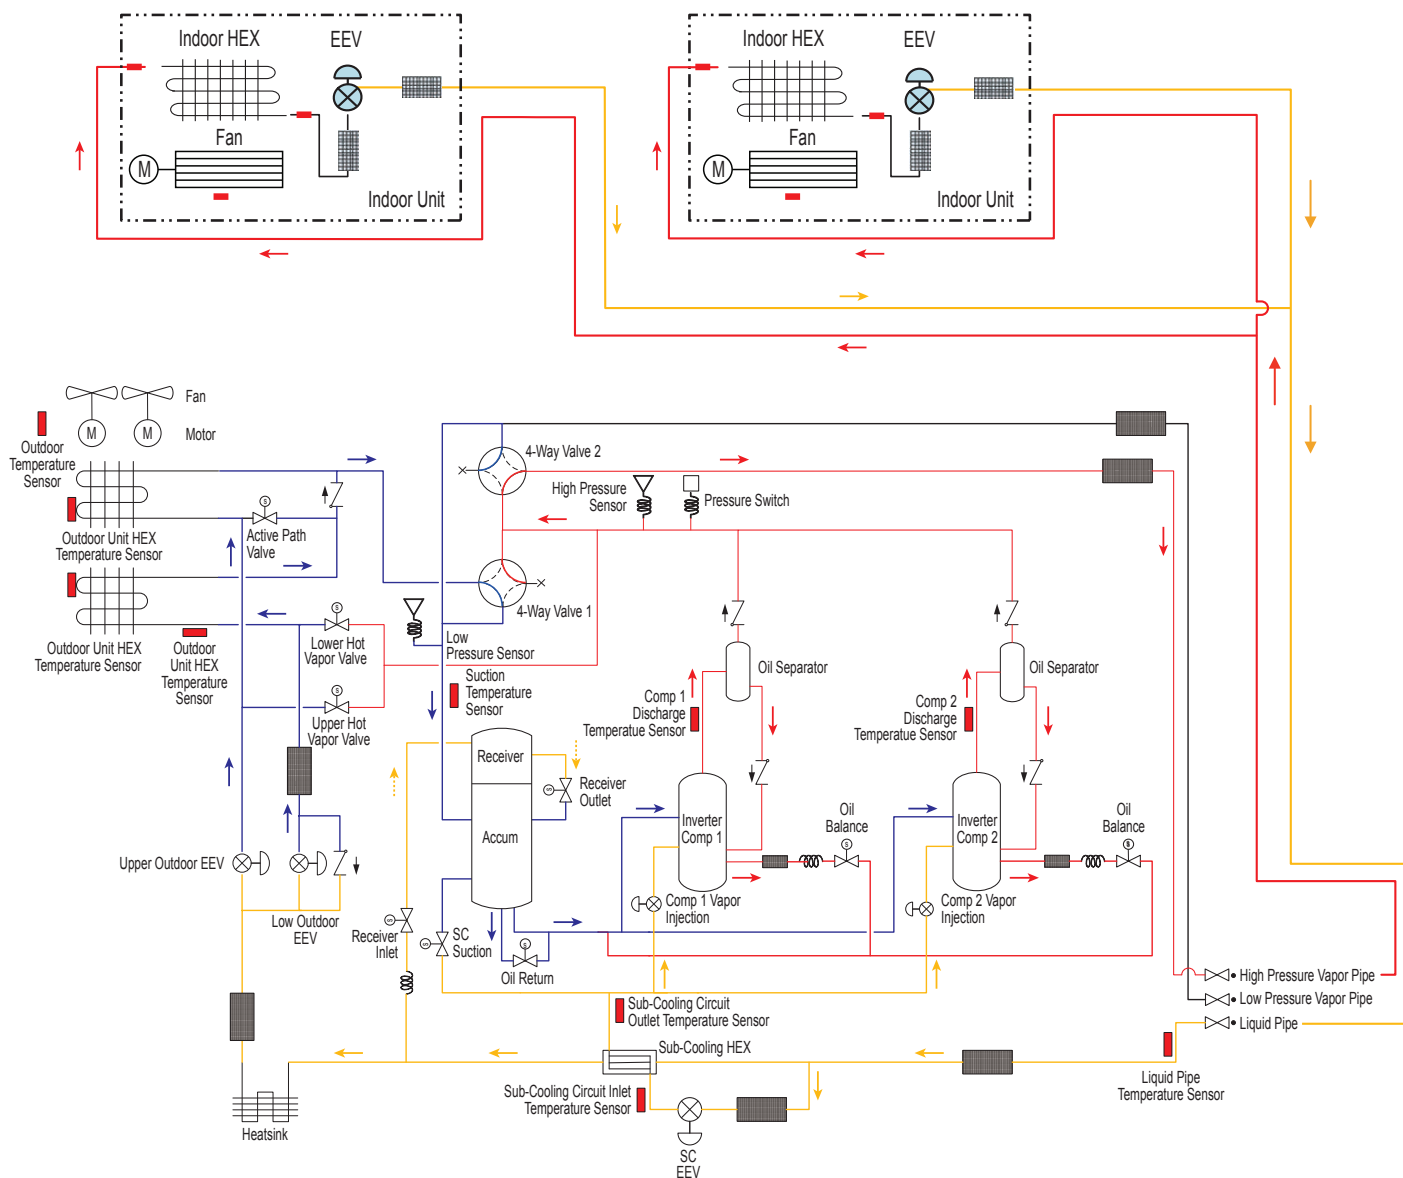 Indoor HEX
EEV
Fan
M
Indoor Unit
Indoor HEX
EEV
Fan
M
Indoor Unit
Fan
M
M
Motor
Outdoor
Temperature
Sensor
Outdoor Unit HEX
Temperature Sensor
S
Active Path
Valve
4-Way Valve 2
High Pressure
Sensor
Pressure Switch
4-Way Valve 1
Outdoor Unit HEX
Temperature Sensor
Outdoor
Unit HEX
Temperature
Sensor
S
Lower Hot
Vapor Valve
S
Upper Hot
Vapor Valve
Low
Pressure Sensor
Suction
Temperature
Sensor
Oil Separator
Comp 1
Discharge
Temperatue Sensor
Oil Separator
Comp 2
Discharge
Temperatue Sensor
Receiver
Accum
S
Receiver
Outlet
Inverter
Comp 1
Oil
Balance
S
Inverter
Comp 2
Oil
Balance
S
Upper Outdoor EEV
Low Outdoor
EEV
S
Receiver
Inlet
S
SC
Suction
S
Oil Return
Comp 1 Vapor
Injection
Comp 2 Vapor
Injection
High Pressure Vapor Pipe
Low Pressure Vapor Pipe
Liquid Pipe
Sub-Cooling Circuit
Outlet Temperature Sensor
Sub-Cooling HEX
Sub-Cooling Circuit Inlet
Temperature Sensor
Liquid Pipe
Temperature Sensor
Heatsink
SC
EEV